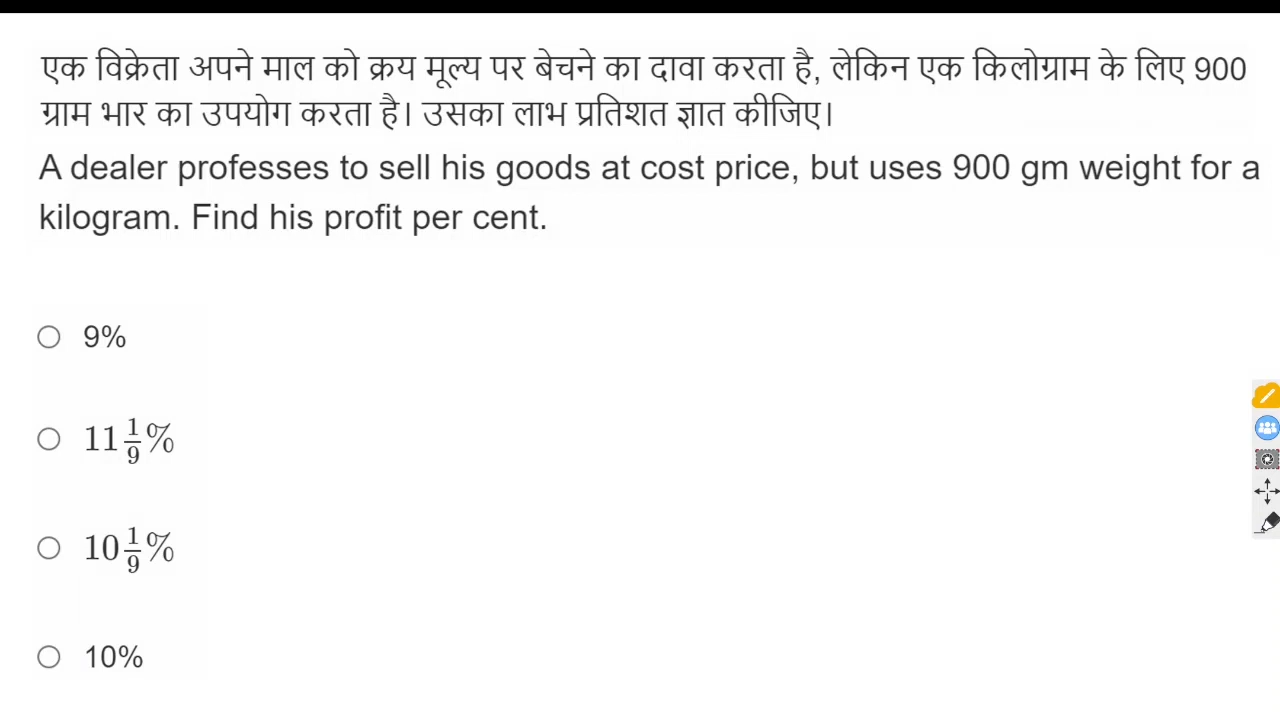 एक विक्रेता अपने माल को क्रय मूल्य पर बेचने का दावा करता है, लेकिन एक किलोग्राम के लिए 900
ग्राम भार का उपयोग करता है। उसका लाभ प्रतिशत ज्ञात कीजिए।
A dealer professes to sell his goods at cost price, but uses 900 gm weight for a
kilogram. Find his profit per cent.
9%
11 1/9%
10 1/9%
10%